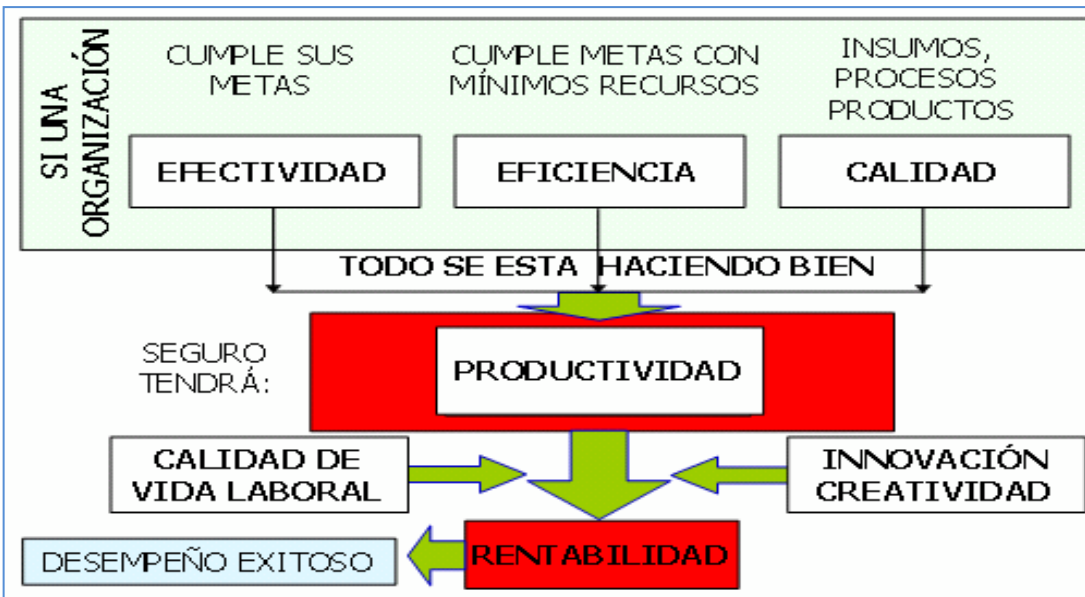 SI UNA
ORGANIZACIÓN
CUMPLE SUS
METAS
EFECTIVIDAD
CUMPLE METAS CON
MÍNIMOS RECURSOS
EFICIENCIA
INSUMOS,
PROCESOS
PRODUCTOS
CALIDAD
TODO SE ESTA HACIENDO BIEN
SEGURO
TENDRÁ:
PRODUCTIVIDAD
CALIDAD DE
VIDA LABORAL
INNOVACIÓN
CREATIVIDAD
RENTABILIDAD
DESEMPEÑO EXITOSO